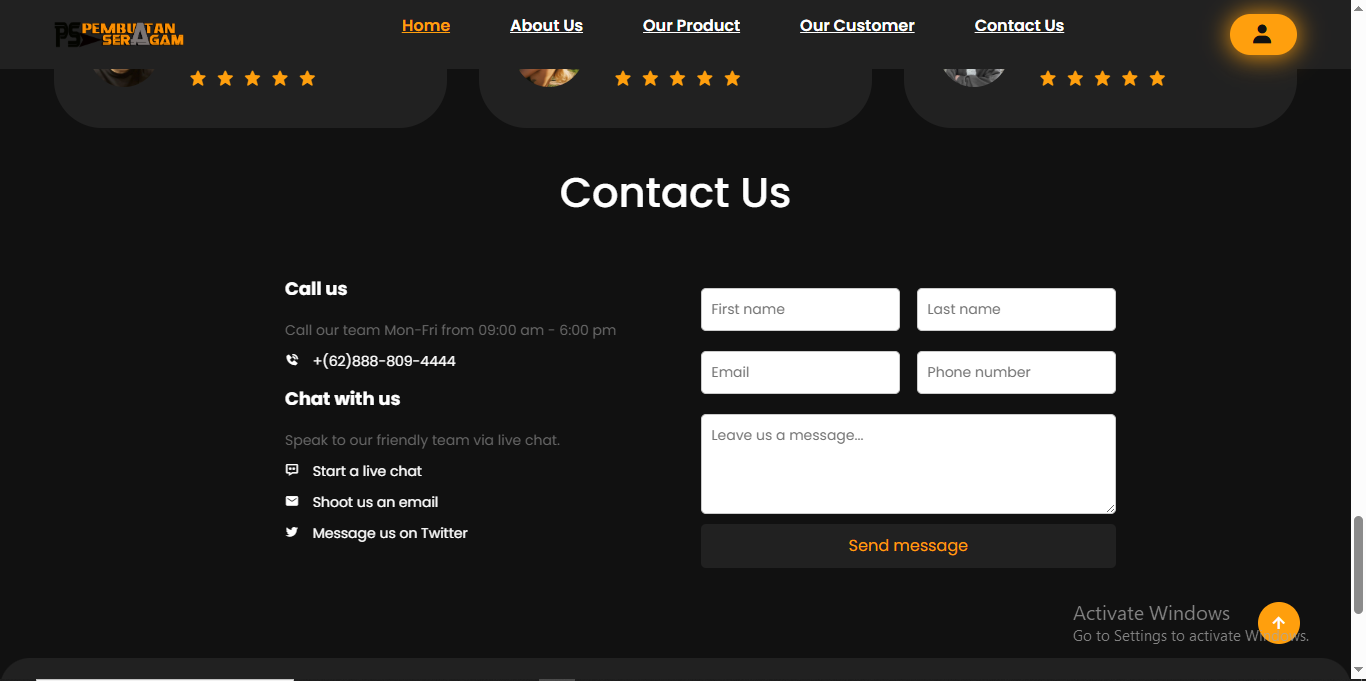 PS PEMBUATAN
SERAGAM
Home
About Us
Our Product
Our Customer
Contact Us
Contact Us
Call us
Call our team Mon-Fri from 09:00 am - 6:00 pm
+(62)888-809-4444
Chat with us
Speak to our friendly team via live chat.
Start a live chat
Shoot us an email
Message us on Twitter
First name
Last name
Email
Phone number
Leave us a message...
Send message
Activate Windows
Go to Settings to activate Windows.